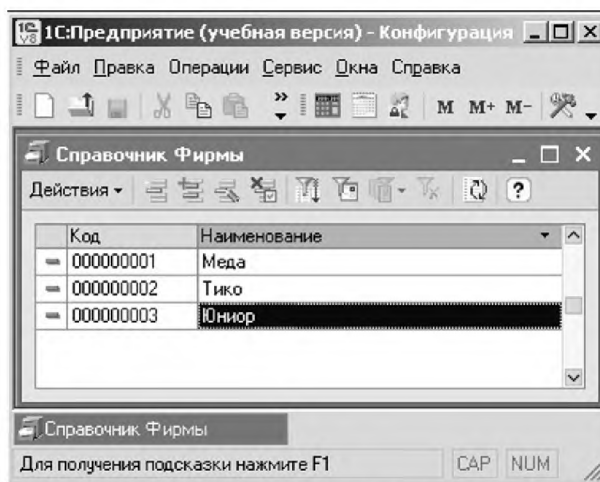 1С:Предприятие (учебная версия) - Конфигурация
Файл Правка Операции Сервис Окна Справка
M M+ M-
Справочник Фирмы
Действия
Код Наименование
000000001 Меда
000000002 Тико
000000003 Юниор
Справочник Фирмы
Для получения подсказки нажмите F1 CAP NUM